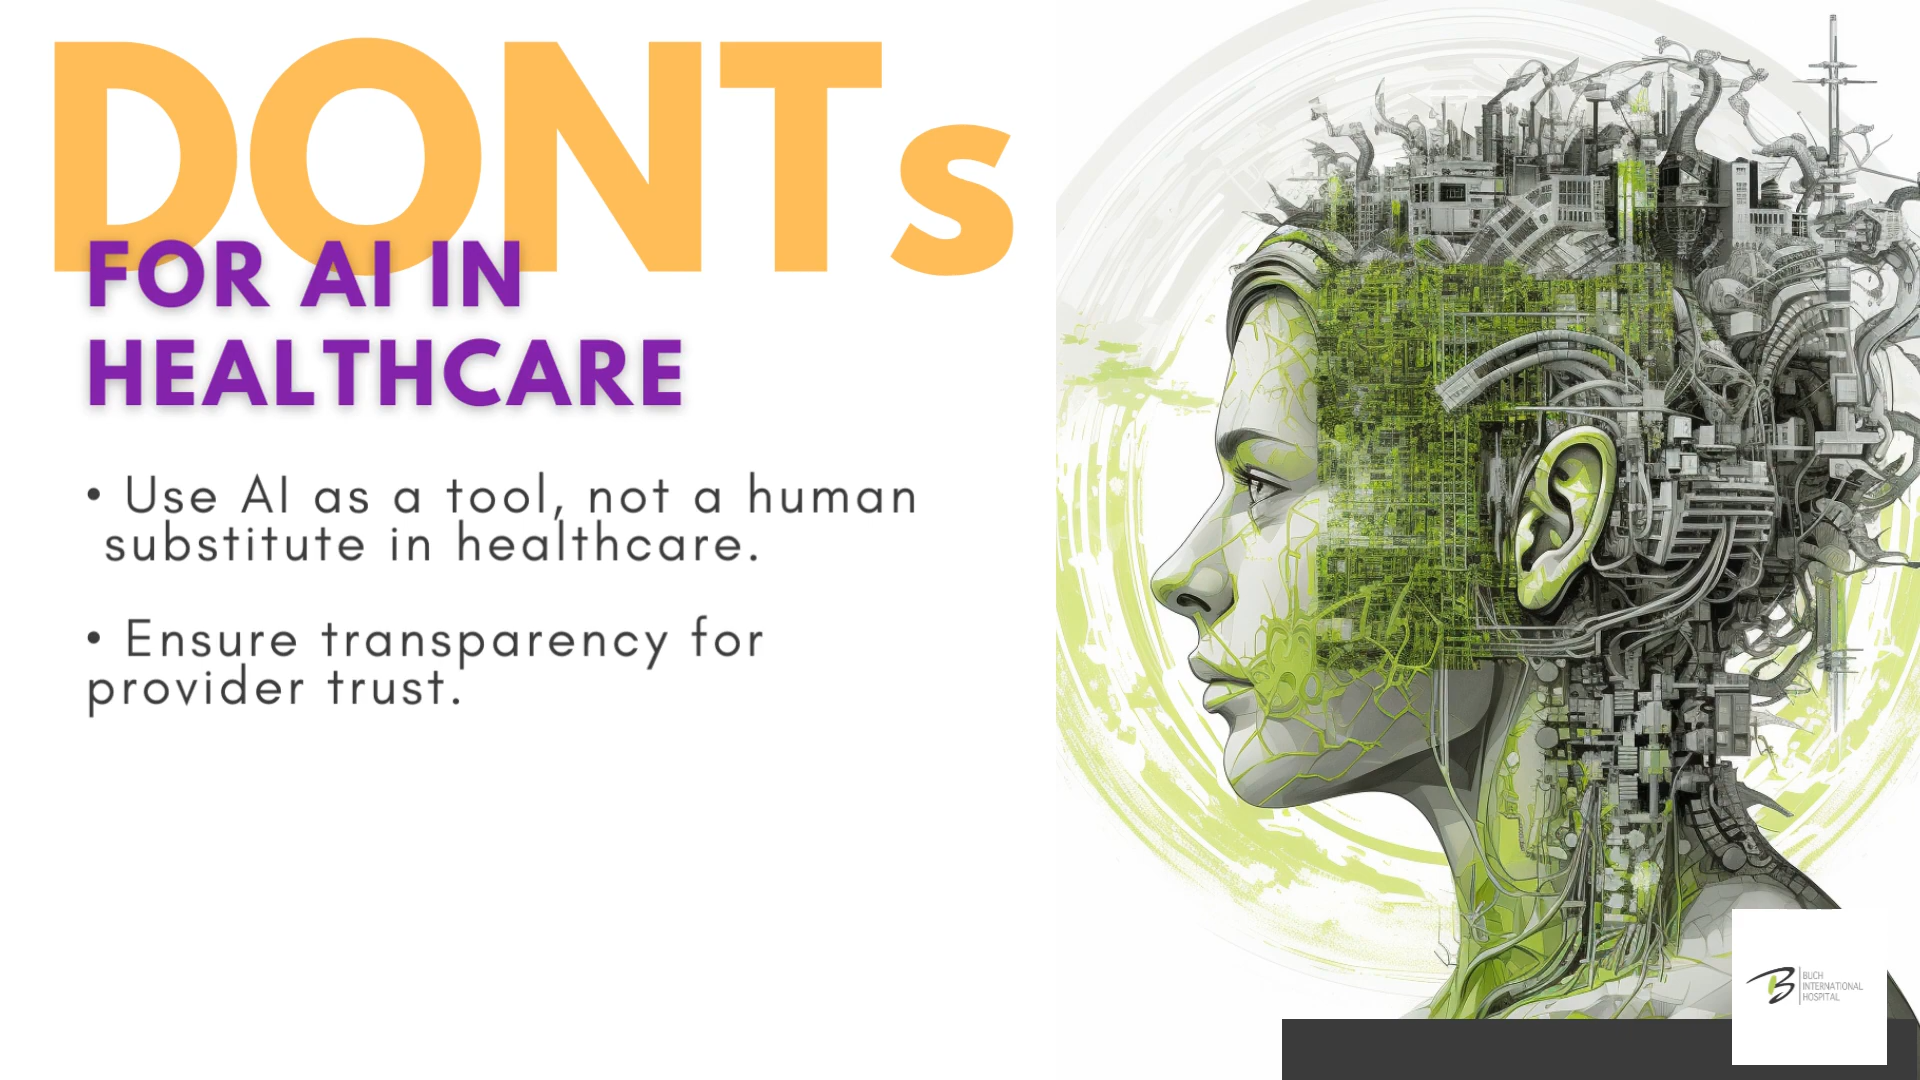 DONTs
FOR AI IN
HEALTHCARE
• Use AI as a tool, not a human
substitute in healthcare.
• Ensure transparency for
provider trust.
B
BUCH
INTERNATIONAL
HOSPITAL